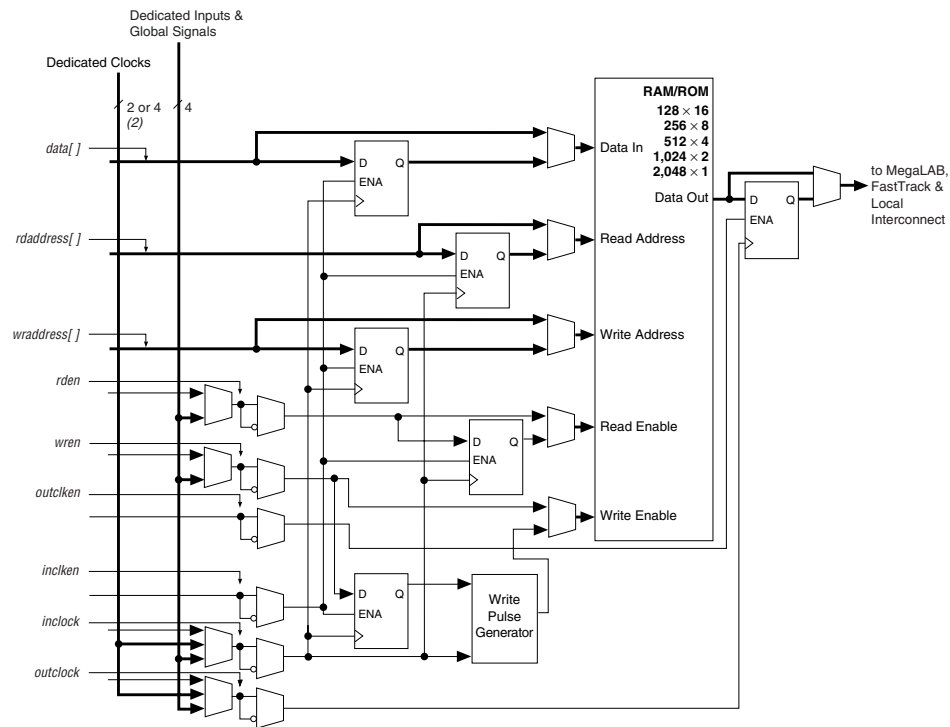 Dedicated Inputs &
Global Signals
Dedicated Clocks
2 or 4
(2)
4
data[ ]
D
Q
ENA
RAM/ROM
128 × 16
256 × 8
512 × 4
1,024 × 2
2,048 × 1
Data In
Data Out
D
Q
ENA
to MegaLAB,
FastTrack &
Local
Interconnect
rdaddress[ ]
D
Q
ENA
Read Address
wraddress[ ]
D
Q
ENA
Write Address
rden
D
Q
ENA
Read Enable
wren
outclken
Write Enable
inclken
D
Q
ENA
Write
Pulse
Generator
inclock
outclock